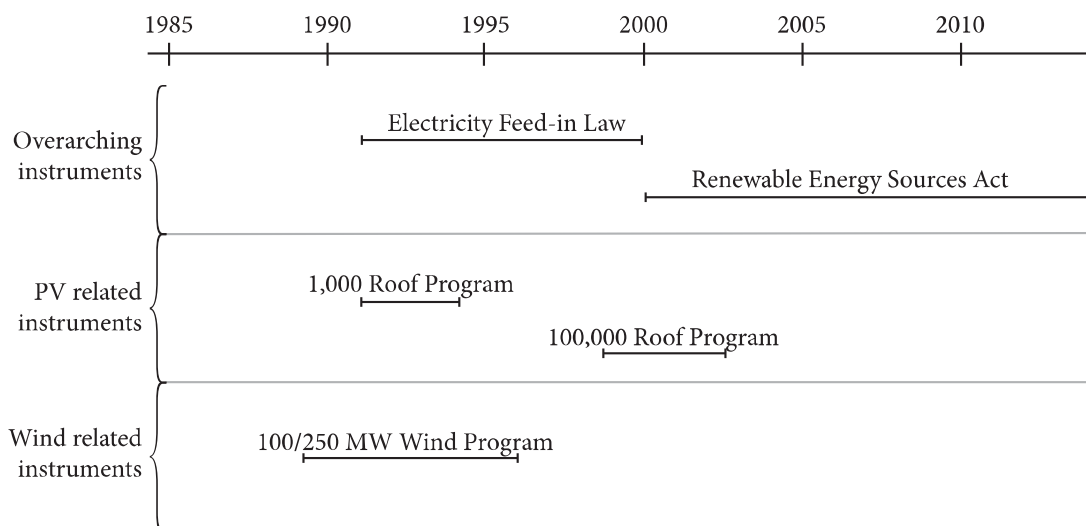 1985 1990 1995 2000 2005 2010
Overarching
instruments
Electricity Feed-in Law
Renewable Energy Sources Act
PV related
instruments
1,000 Roof Program
100,000 Roof Program
Wind related
instruments
100/250 MW Wind Program